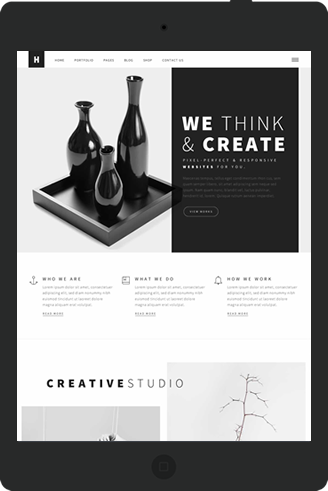 H
HOME PORTFOLIO PAGES BLOG SHOP CONTACT US
WE THINK
& CREATE
PIXEL-PERFECT & RESPONSIVE
WEBSITES FOR YOU.
VIEW WORKS
WHO WE ARE
Lorem ipsum dolor sit amet, consectetur
adipiscing elit, sed diam nonummy nibh
euismod tincidunt ut laoreet dolore
magna aliquam erat volutpat.
READ MORE
WHAT WE DO
Lorem ipsum dolor sit amet, consectetur
adipiscing elit, sed diam nonummy nibh
euismod tincidunt ut laoreet dolore
magna aliquam erat volutpat.
READ MORE
HOW WE WORK
Lorem ipsum dolor sit amet, consectetur
adipiscing elit, sed diam nonummy nibh
euismod tincidunt ut laoreet dolore
magna aliquam erat volutpat.
READ MORE
CREATIVESTUDIO